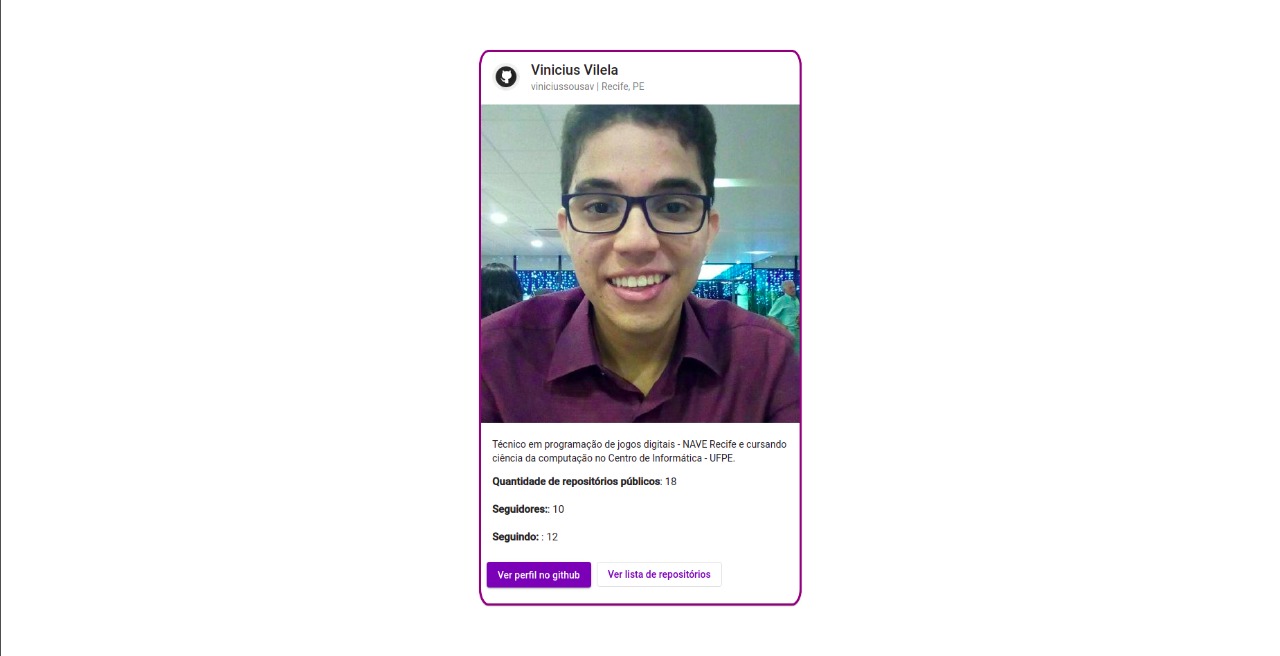 Vinicius Vilela
viniciussousav | Recife, PE
Técnico em programação de jogos digitais - NAVE Recife e cursando
ciência da computação no Centro de Informática - UFPE.
Quantidade de repositórios públicos: 18
Seguidores:: 10
Seguindo: : 12
Ver perfil no github
Ver lista de repositórios